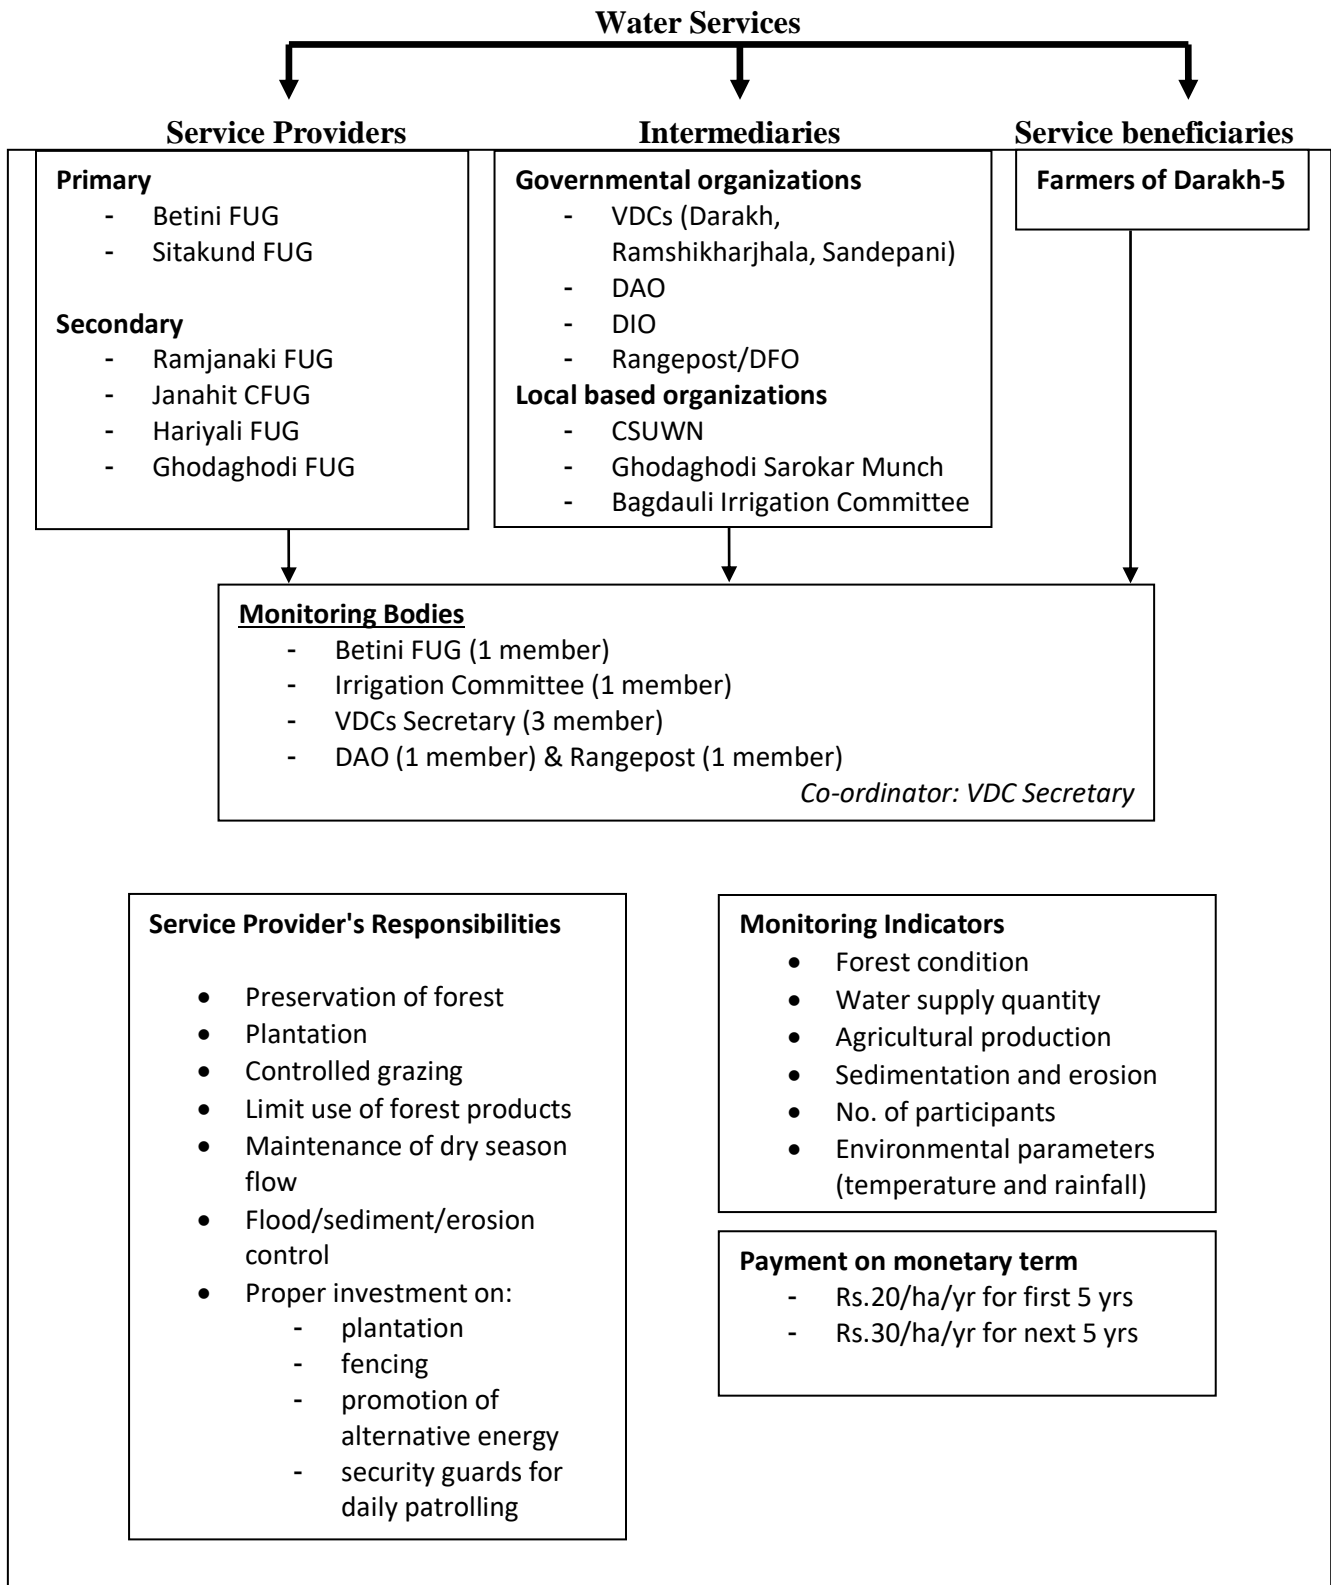 Water Services
Service Providers
Intermediaries
Service beneficiaries
Primary
- Betini FUG
- Sitakund FUG
Secondary
- Ramjanaki FUG
- Janahit CFUG
- Hariyali FUG
- Ghodaghodi FUG
Governmental organizations
- VDCs (Darakh,
Ramshikharjhala, Sandepani)
- DAO
- DIO
- Rangepost/DFO
Local based organizations
- CSUWN
- Ghodaghodi Sarokar Munch
- Bagdauli Irrigation Committee
Farmers of Darakh-5
Monitoring Bodies
- Betini FUG (1 member)
- Irrigation Committee (1 member)
- VDCs Secretary (3 member)
- DAO (1 member) & Rangepost (1 member)
Co-ordinator: VDC Secretary
Service Provider's Responsibilities
• Preservation of forest
• Plantation
• Controlled grazing
• Limit use of forest products
• Maintenance of dry season
flow
• Flood/sediment/erosion
control
• Proper investment on:
- plantation
- fencing
- promotion of
alternative energy
- security guards for
daily patrolling
Monitoring Indicators
• Forest condition
• Water supply quantity
• Agricultural production
• Sedimentation and erosion
• No. of participants
• Environmental parameters
(temperature and rainfall)
Payment on monetary term
- Rs.20/ha/yr for first 5 yrs
- Rs.30/ha/yr for next 5 yrs